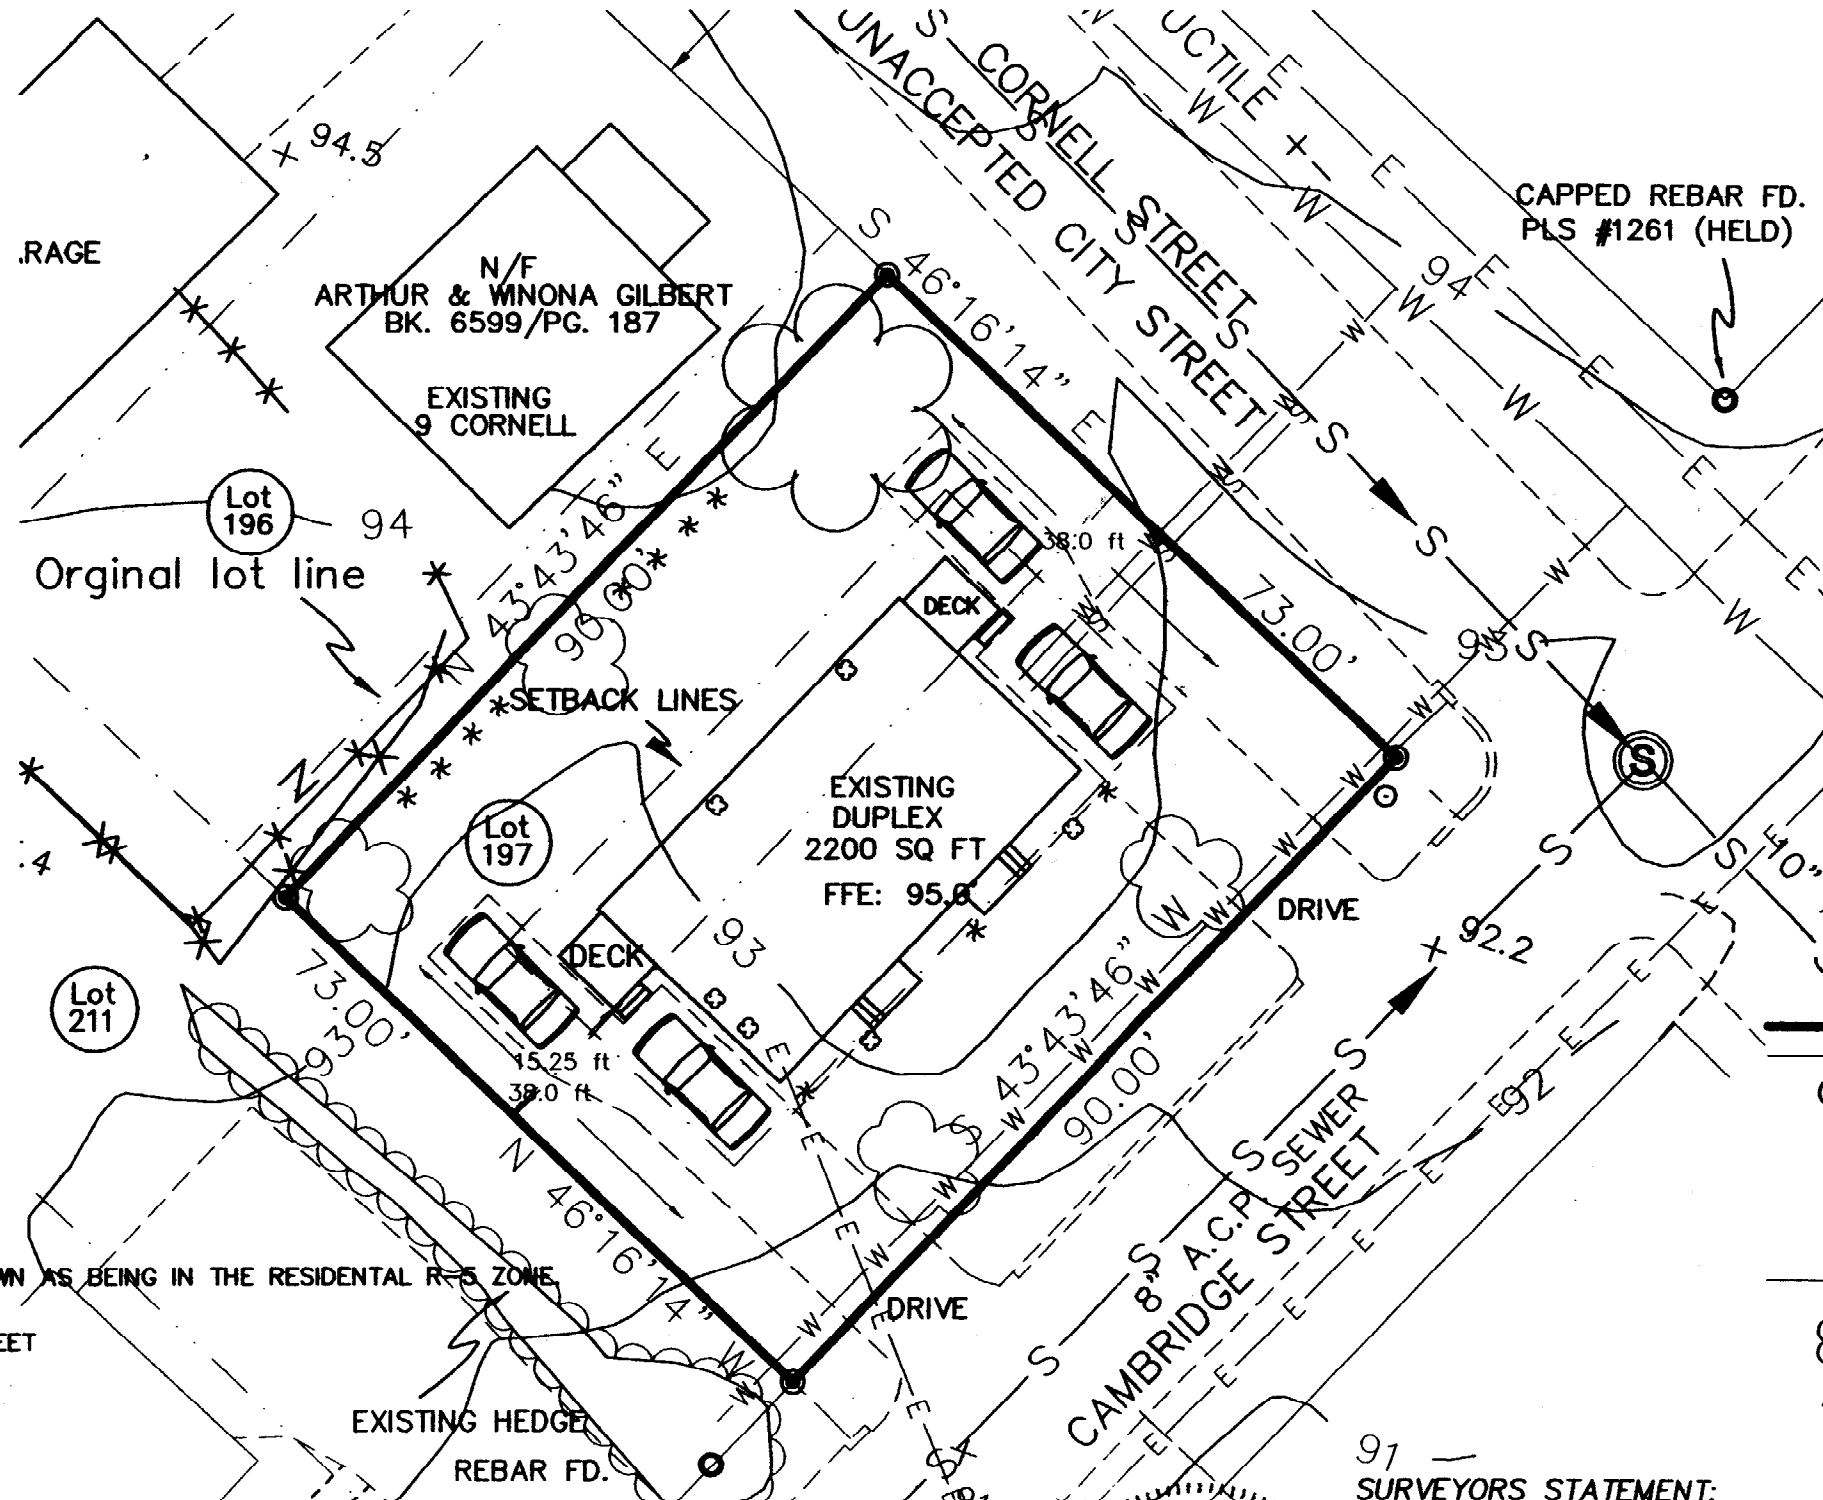 S
CORNELL STREET
UNACCEPTED CITY STREET
UCTILE
CAPPED REBAR FD.
PLS #1261 (HELD)
94.5
.RAGE
N/F
ARTHUR & WINONA GILBERT
BK. 6599/PG. 187
EXISTING
9 CORNELL
S 46°16'14" E
73.00'
94
Lot
196
94
Orginal lot line
N 43°43'46" E
90.00'
38.0 ft
DECK
93
SETBACK LINES
EXISTING
DUPLEX
2200 SQ FT
FFE: 95.0'
Lot
197
S
10"
.4
DRIVE
92.2
93
DECK
Lot
211
73.00'
93
15.25 ft
38.0 ft
N 46°16'14" W
S 43°43'46" W
90.00'
92
8" A.C.P. SEWER
CAMBRIDGE STREET
WN AS BEING IN THE RESIDENTAL R-5 ZONE.
EET
DRIVE
EXISTING HEDGE
REBAR FD.
91
SURVEYORS STATEMENT: